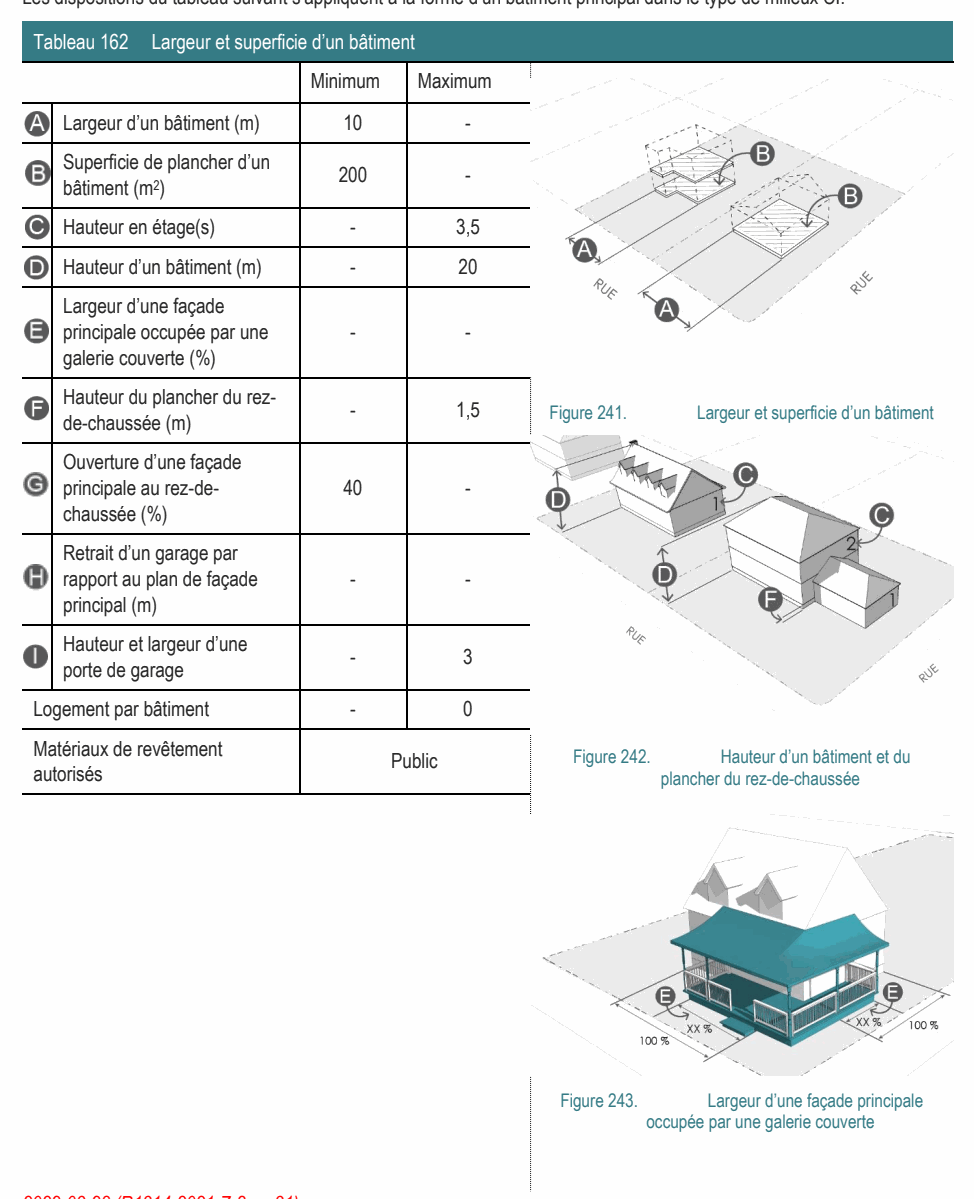 Tableau 162 Largeur et superficie d'un bâtiment
Minimum Maximum
A Largeur d'un bâtiment (m) 10 -
B Superficie de plancher d'un
bâtiment (m2) 200 -
C Hauteur en étage(s) - 3,5
D Hauteur d'un bâtiment (m) - 20
E Largeur d'une façade
principale occupée par une
galerie couverte (%) - -
F Hauteur du plancher du rez-
de-chaussée (m) - 1,5
G Ouverture d'une façade
principale au rez-de-
chaussée (%) 40 -
H Retrait d'un garage par
rapport au plan de façade
principal (m) - -
I Hauteur et largeur d'une
porte de garage - 3
Logement par bâtiment - 0
Matériaux de revêtement
autorisés Public
B
B
A
A
RUE
RUE
Figure 241. Largeur et superficie d'un bâtiment
C
D
1
C
2
D
F
1
RUE
RUE
Figure 242. Hauteur d'un bâtiment et du
plancher du rez-de-chaussée
E
E
XX %
XX %
100 %
100 %
Figure 243. Largeur d'une façade principale
occupée par une galerie couverte